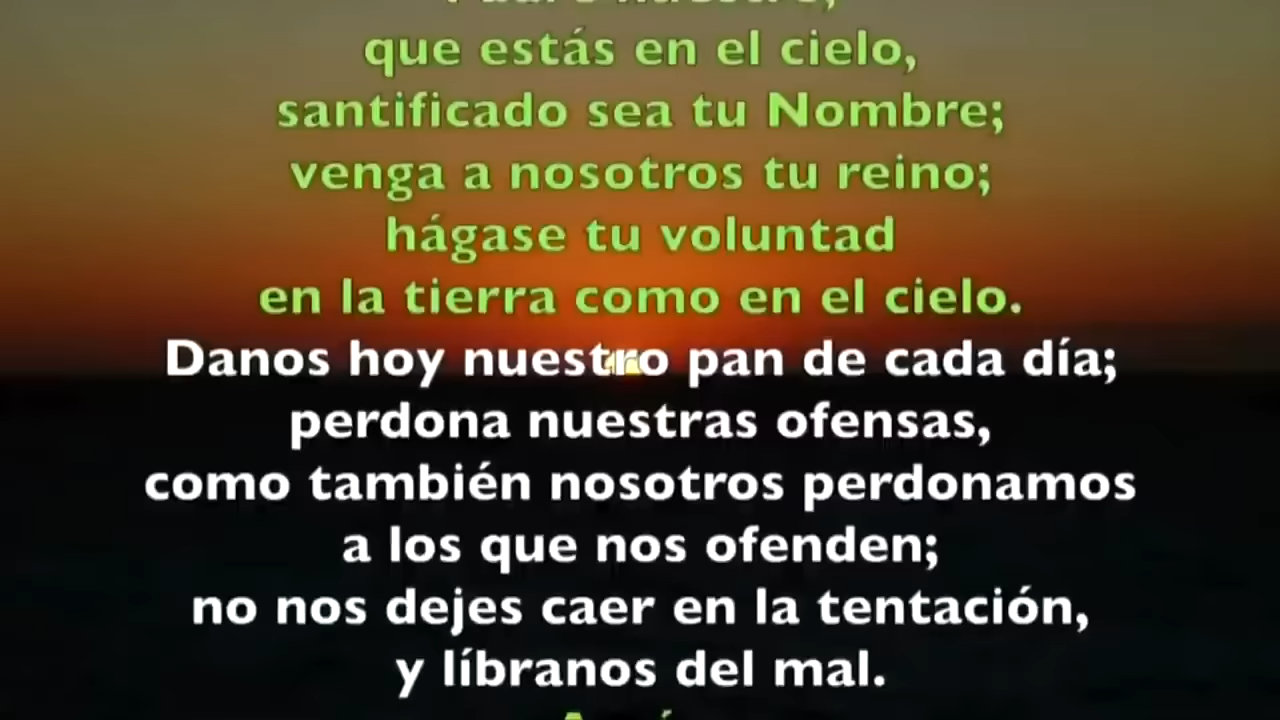 que estás en el cielo,
santificado sea tu Nombre;
venga a nosotros tu reino;
hágase tu voluntad
en la tierra como en el cielo.
Danos hoy nuestro pan de cada día;
perdona nuestras ofensas,
como también nosotros perdonamos
a los que nos ofenden;
no nos dejes caer en la tentación,
y líbranos del mal.